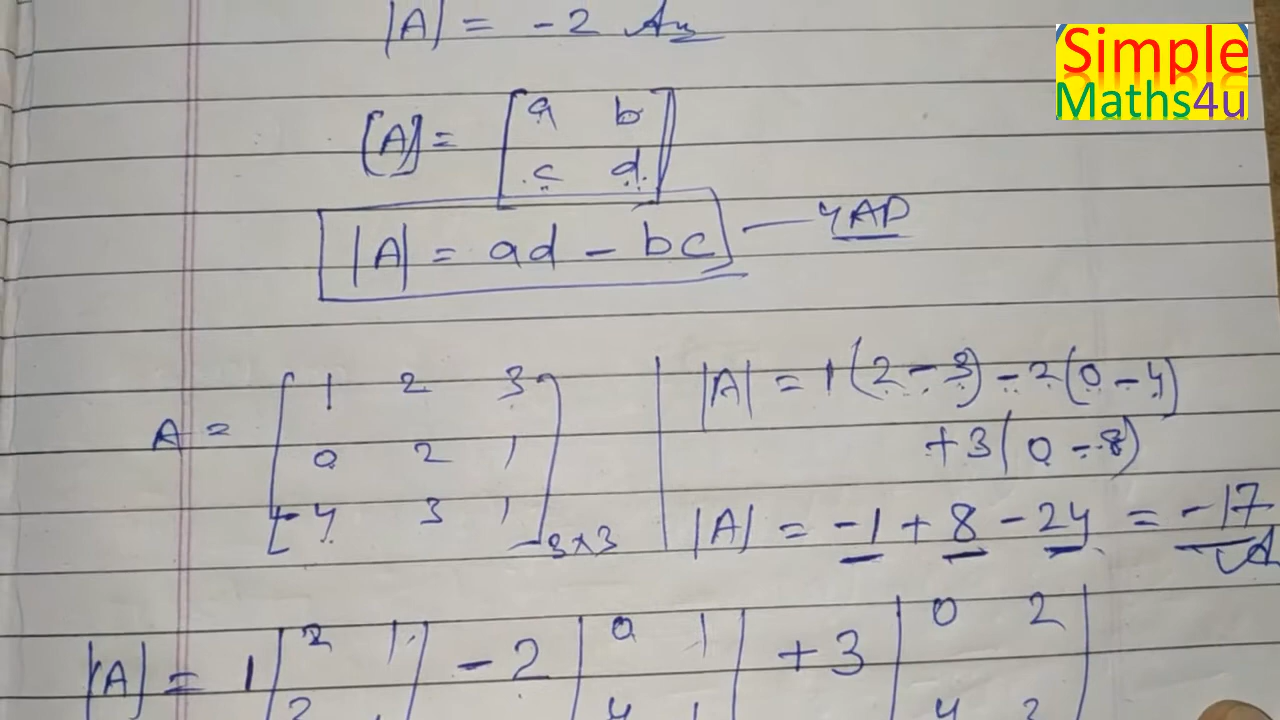 |A| = -2 Ans
Simple
Maths4u
[A] = [a b
c d]
|A| = ad - bc — YAD
A = [1 2 3
0 2 1
4 3 1] 3×3
|A| = 1(2-3) - 2(0-4)
+3(0-8)
|A| = -1 + 8 - 24 = -17
|A| = 1 |2 1| - 2 |0 1| + 3 |0 2|